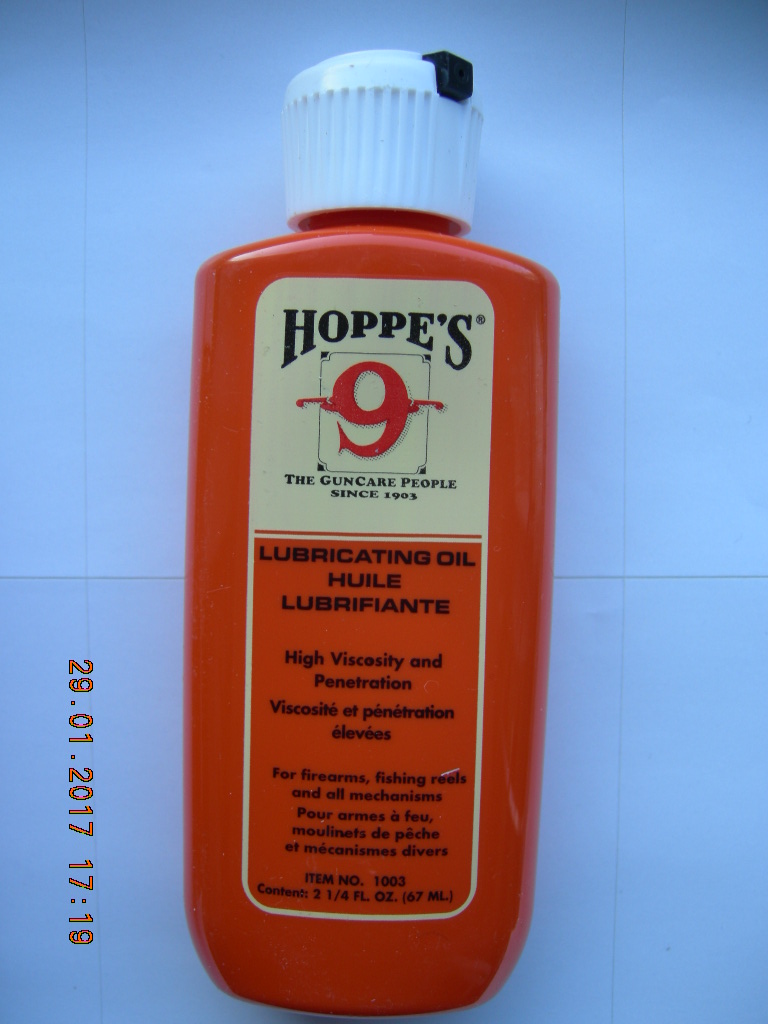 HOPPE'S®
9
THE GUNCARE PEOPLE
SINCE 1903
LUBRICATING OIL
HUILE
LUBRIFIANTE
High Viscosity and
Penetration
Viscosité et pénétration
élevées
For firearms, fishing reels
and all mechanisms
Pour armes à feu,
moulinets de pêche
et mécanismes divers
ITEM NO. 1003
Content: 2 1/4 FL. OZ. (67 ML.)
29.01.2017 17:19